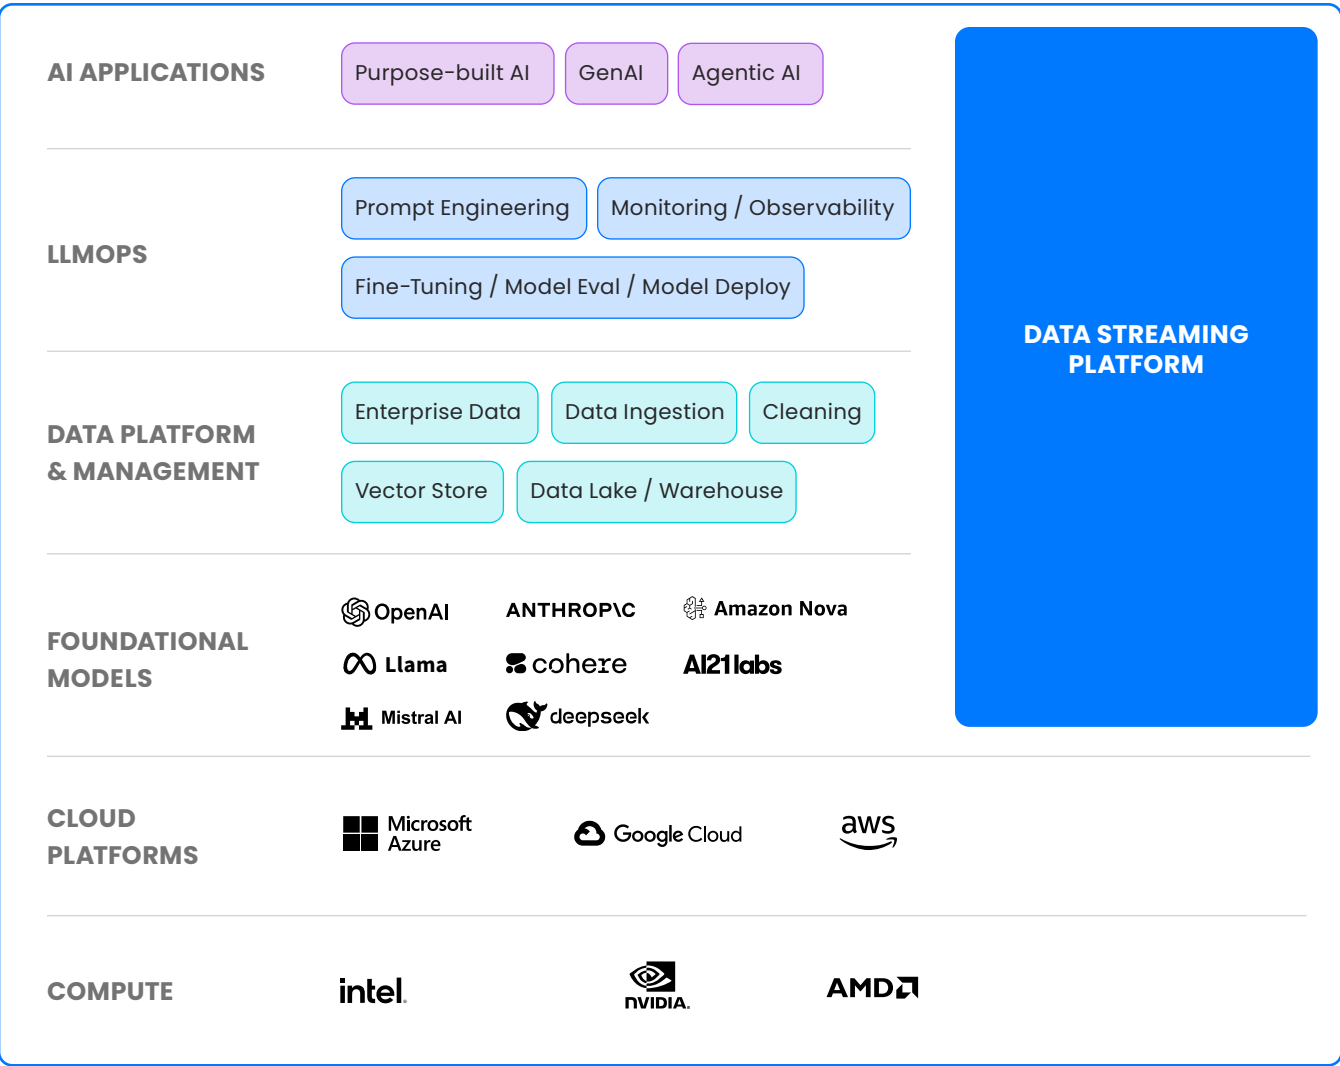 AI APPLICATIONS
Purpose-built AI
GenAI
Agentic AI
LLMOPS
Prompt Engineering
Monitoring / Observability
Fine-Tuning / Model Eval / Model Deploy
DATA PLATFORM
& MANAGEMENT
Enterprise Data
Data Ingestion
Cleaning
Vector Store
Data Lake / Warehouse
FOUNDATIONAL
MODELS
OpenAI
ANTHROP\C
Amazon Nova
Llama
cohere
AI21labs
Mistral AI
deepseek
DATA STREAMING
PLATFORM
CLOUD
PLATFORMS
Microsoft
Azure
Google Cloud
aws
COMPUTE
intel.
NVIDIA.
AMD